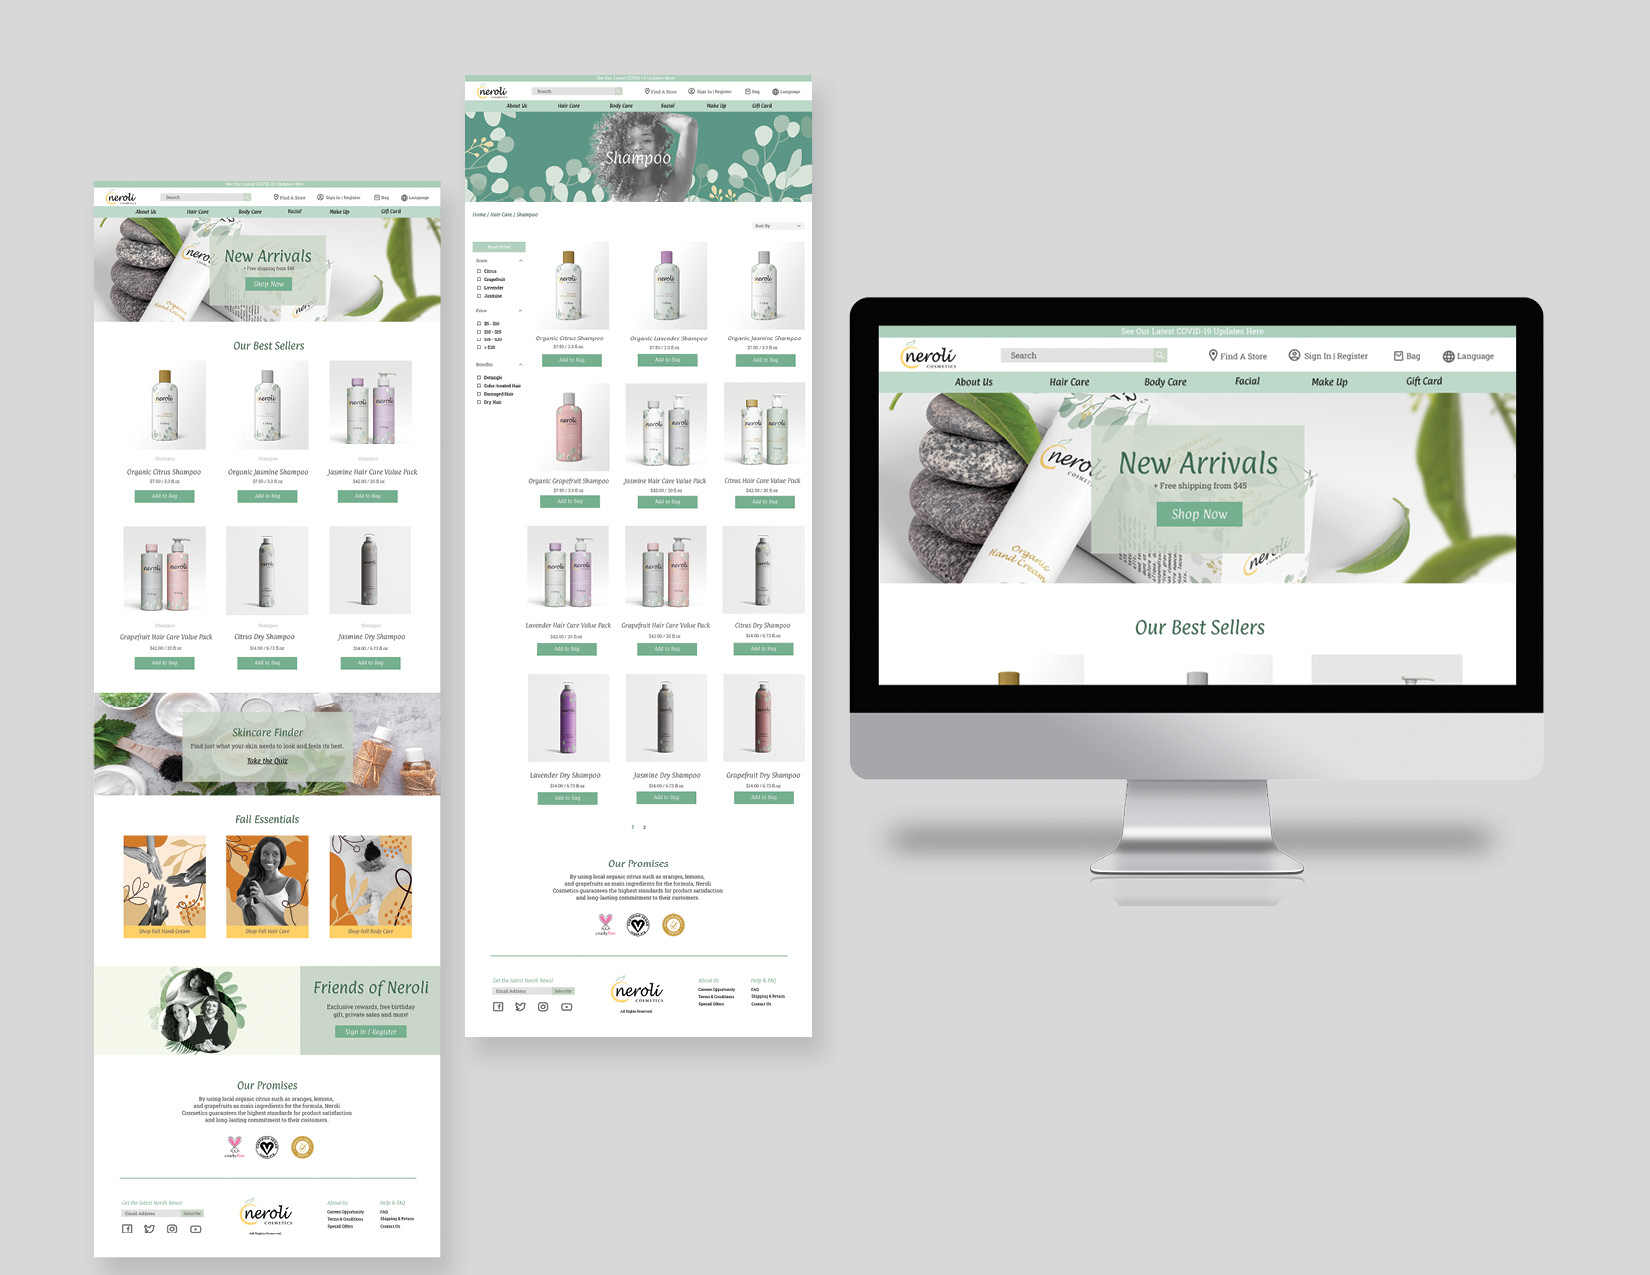 See Our Latest COVID-19 Updates Here
neroli
COSMETICS
Search
Find A Store
Sign In | Register
Bag
Language
About Us
Hair Care
Body Care
Facial
Make Up
Gift Card
New Arrivals
+ Free shipping from $45
Shop Now
Our Best Sellers
Shampoo
Organic Citrus Shampoo
$7.50 / 3.3 fl oz
Add to Bag
Shampoo
Organic Jasmine Shampoo
$7.50 / 3.3 fl oz
Add to Bag
Jasmine Hair Care Value Pack
$42.00 / 20 fl oz
Add to Bag
Shampoo
Grapefruit Hair Care Value Pack
$42.00 / 20 fl oz
Add to Bag
Shampoo
Citrus Dry Shampoo
$14.00 / 6.73 fl oz
Add to Bag
Shampoo
Jasmine Dry Shampoo
$14.00 / 6.73 fl oz
Add to Bag
Skincare Finder
Find just what your skin needs to look and feels its best.
Take the Quiz
Fall Essentials
Shop Fall Hand Cream
Shop Fall Hair Care
Shop Fall Body Care
Friends of Neroli
Exclusive rewards, free birthday
gift, private sales and more!
Sign In / Register
Our Promises
By using local organic citrus such as oranges, lemons,
and grapefruits as main ingredients for the formula, Neroli
Cosmetics guarantees the highest standards for product satisfaction
and long-lasting commitment to their customers.
crueltyfree
Get the latest Neroli News!
Email Address
Subscribe
neroli
COSMETICS
All Rights Reserved
About Us
Careers Opportunity
Terms & Conditions
Special Offers
Help & FAQ
FAQ
Shipping & Return
Contact Us
See Our Latest COVID-19 Updates Here
neroli
COSMETICS
Search
Find A Store
Sign In | Register
Bag
Language
About Us
Hair Care
Body Care
Facial
Make Up
Gift Card
Shampoo
Home / Hair Care / Shampoo
Sort By
Scent
Citrus
Grapefruit
Lavender
Jasmine
Price
$5 - $10
$10 - $15
$15 - $20
> $20
Benefits
Detangle
Color-treated Hair
Damaged Hair
Dry Hair
Organic Citrus Shampoo
$7.50 / 3.3 fl oz
Add to Bag
Organic Lavender Shampoo
$7.50 / 3.3 fl oz
Add to Bag
Organic Jasmine Shampoo
$7.50 / 3.3 fl oz
Add to Bag
Organic Grapefruit Shampoo
$7.50 / 3.3 fl oz
Add to Bag
Jasmine Hair Care Value Pack
$42.00 / 20 fl oz
Add to Bag
Citrus Hair Care Value Pack
$42.00 / 20 fl oz
Add to Bag
Lavender Hair Care Value Pack
$42.00 / 20 fl oz
Add to Bag
Grapefruit Hair Care Value Pack
$42.00 / 20 fl oz
Add to Bag
Citrus Dry Shampoo
$14.00 / 6.73 fl oz
Add to Bag
Lavender Dry Shampoo
$14.00 / 6.73 fl oz
Add to Bag
Jasmine Dry Shampoo
$14.00 / 6.73 fl oz
Add to Bag
Grapefruit Dry Shampoo
$14.00 / 6.73 fl oz
Add to Bag
1 2
Our Promises
By using local organic citrus such as oranges, lemons,
and grapefruits as main ingredients for the formula, Neroli
Cosmetics guarantees the highest standards for product satisfaction
and long-lasting commitment to their customers.
crueltyfree
Get the latest Neroli News!
Email Address
Subscribe
neroli
COSMETICS
All Rights Reserved
About Us
Careers Opportunity
Terms & Conditions
Special Offers
Help & FAQ
FAQ
Shipping & Return
Contact Us
See Our Latest COVID-19 Updates Here
neroli
COSMETICS
Search
Find A Store
Sign In | Register
Bag
Language
About Us
Hair Care
Body Care
Facial
Make Up
Gift Card
Organic
Hand Cream
New Arrivals
+ Free shipping from $45
Shop Now
neroli
Our Best Sellers